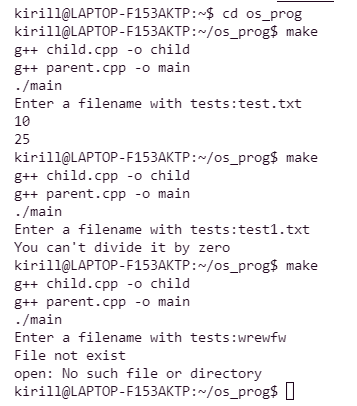 kirill@LAPTOP-F153AKTP:~$ cd os_prog
kirill@LAPTOP-F153AKTP:~/os_prog$ make
g++ child.cpp -o child
g++ parent.cpp -o main
./main
Enter a filename with tests:test.txt
10
25
kirill@LAPTOP-F153AKTP:~/os_prog$ make
g++ child.cpp -o child
g++ parent.cpp -o main
./main
Enter a filename with tests:test1.txt
You can't divide it by zero
kirill@LAPTOP-F153AKTP:~/os_prog$ make
g++ child.cpp -o child
g++ parent.cpp -o main
./main
Enter a filename with tests:wrewfw
File not exist
open: No such file or directory
kirill@LAPTOP-F153AKTP:~/os_prog$